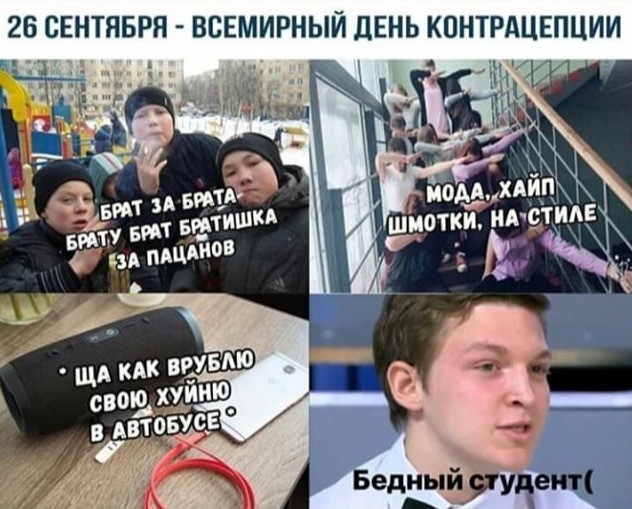 26 СЕНТЯБРЯ - ВСЕМИРНЫЙ ДЕНЬ КОНТРАЦЕПЦИИ
БРАТ ЗА БРАТА
БРАТУ БРАТ БРАТИШКА
ЗА ПАЦАНОВ
МОДА, ХАЙП
ШМОТКИ, НА СТИЛЕ
* ЩА КАК ВРУБЛЮ
СВОЮ ХУЙНЮ
В АВТОБУСЕ *
Бедный студент(